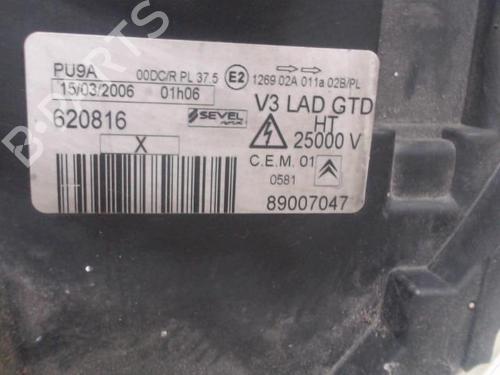 PU9A 00DC/R PL 37.5 E2 1269 02A 011a 02B/PL
15/03/2006 01h06 V3 LAD GTD
620816 SEVEL HT
X 25000 V
C.E.M. 01
0581
89007047
B-PARTS